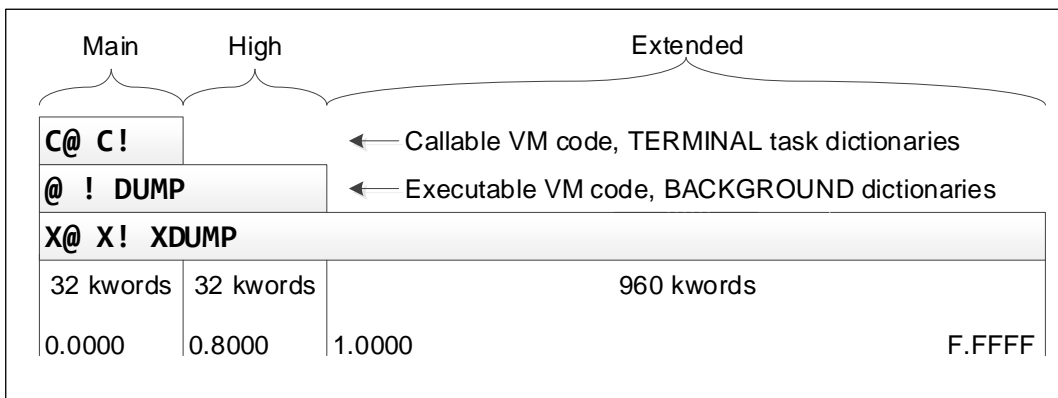 Main High Extended
C@ C! Callable VM code, TERMINAL task dictionaries
@ ! DUMP Executable VM code, BACKGROUND dictionaries
X@ X! XDUMP
32 kwords 32 kwords 960 kwords
0.0000 0.8000 1.0000 F.FFFF